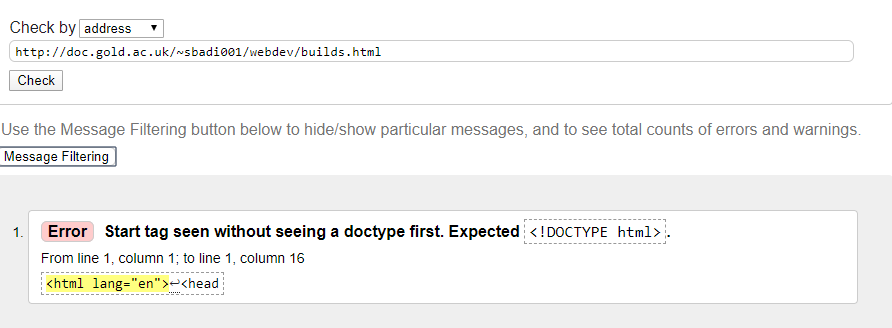 Check by address
http://doc.gold.ac.uk/~sbadi001/webdev/builds.html
Check
Use the Message Filtering button below to hide/show particular messages, and to see total counts of errors and warnings.
Message Filtering
1. Error Start tag seen without seeing a doctype first. Expected <!DOCTYPE html>.
From line 1, column 1; to line 1, column 16
<html lang="en">↩<head